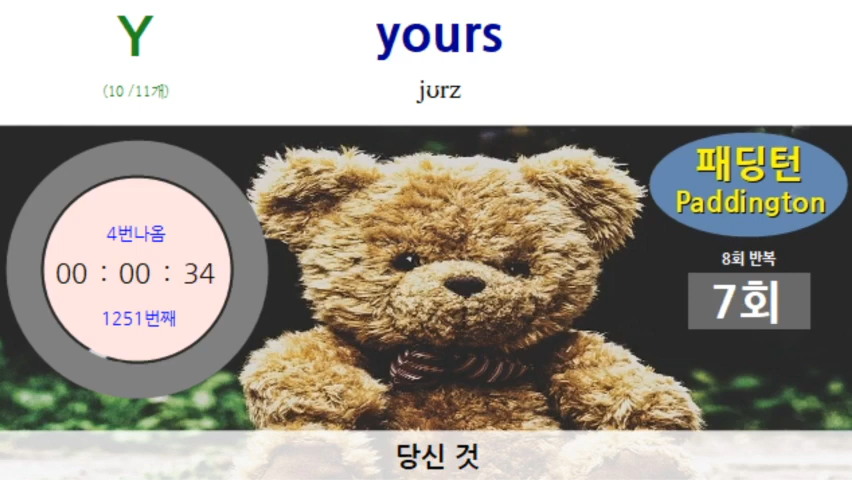 Y
(10 /11개)
yours
jʊrz
4번나옴
00 : 00 : 34
1251번째
패딩턴
Paddington
8회 반복
7회
당신 것